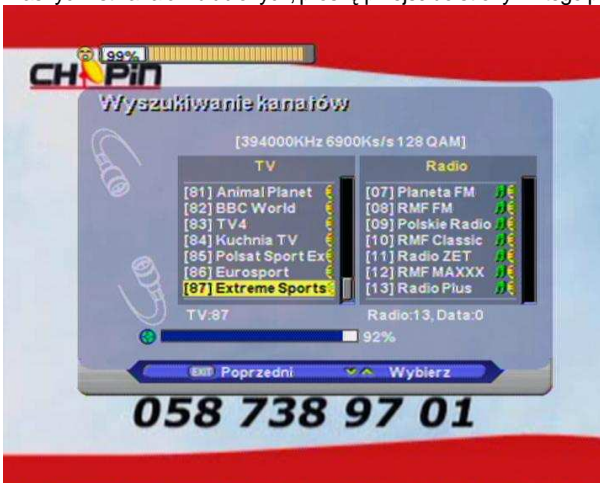 99%
CHOPiN
Wyszukiwanie kanałów
[394000KHz 6900Ks/s 128 QAM]
TV
Radio
[81] Animal Planet
[82] BBC World
[83] TV4
[84] Kuchnia TV
[85] Polsat Sport Ex
[86] Eurosport
[87] Extreme Sports
[07] Planeta FM
[08] RMF FM
[09] Polskie Radio
[10] RMF Classic
[11] Radio ZET
[12] RMF MAXXX
[13] Radio Plus
TV:87
Radio:13, Data:0
92%
EXIT Poprzedni
Wybierz
058 738 97 01